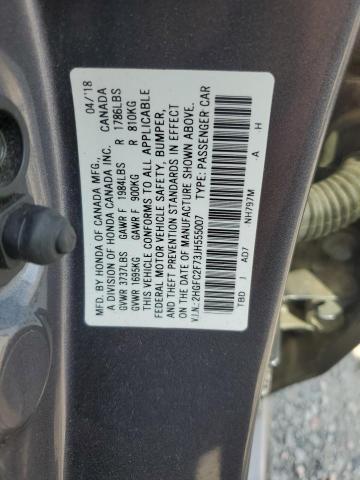 MFD. BY HONDA OF CANADA MFG., 04/'18
A DIVISION OF HONDA CANADA INC. CANADA
GVWR 3737LBS GAWR F 1984LBS R 1786LBS
GVWR 1695KG GAWR F 900KG R 810KG
THIS VEHICLE CONFORMS TO ALL APPLICABLE
FEDERAL MOTOR VEHICLE SAFETY, BUMPER,
AND THEFT PREVENTION STANDARDS IN EFFECT
ON THE DATE OF MANUFACTURE SHOWN ABOVE.
V.I.N.: 2HGFC2F73JH555007 TYPE: PASSENGER CAR
TBD J AD7 NH797M -A -H